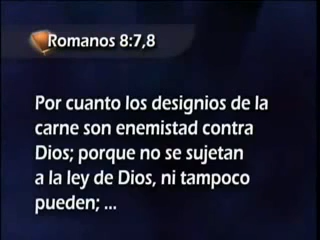 Romanos 8:7,8
Por cuanto los designios de la
carne son enemistad contra
Dios; porque no se sujetan
a la ley de Dios, ni tampoco
pueden; ...